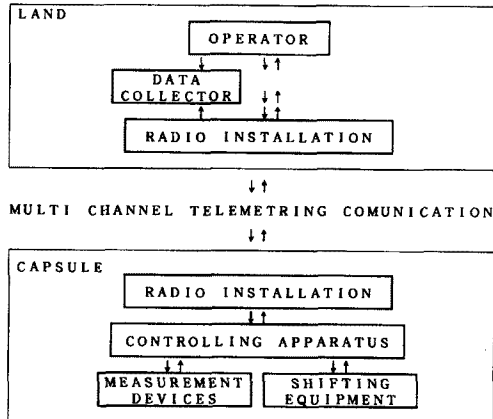 LAND
OPERATOR
DATA
COLLECTOR
RADIO INSTALLATION
MULTI CHANNEL TELEMETRING COMUNICATION
CAPSULE
RADIO INSTALLATION
CONTROLLING APPARATUS
MEASUREMENT
DEVICES
SHIFTING
EQUIPMENT